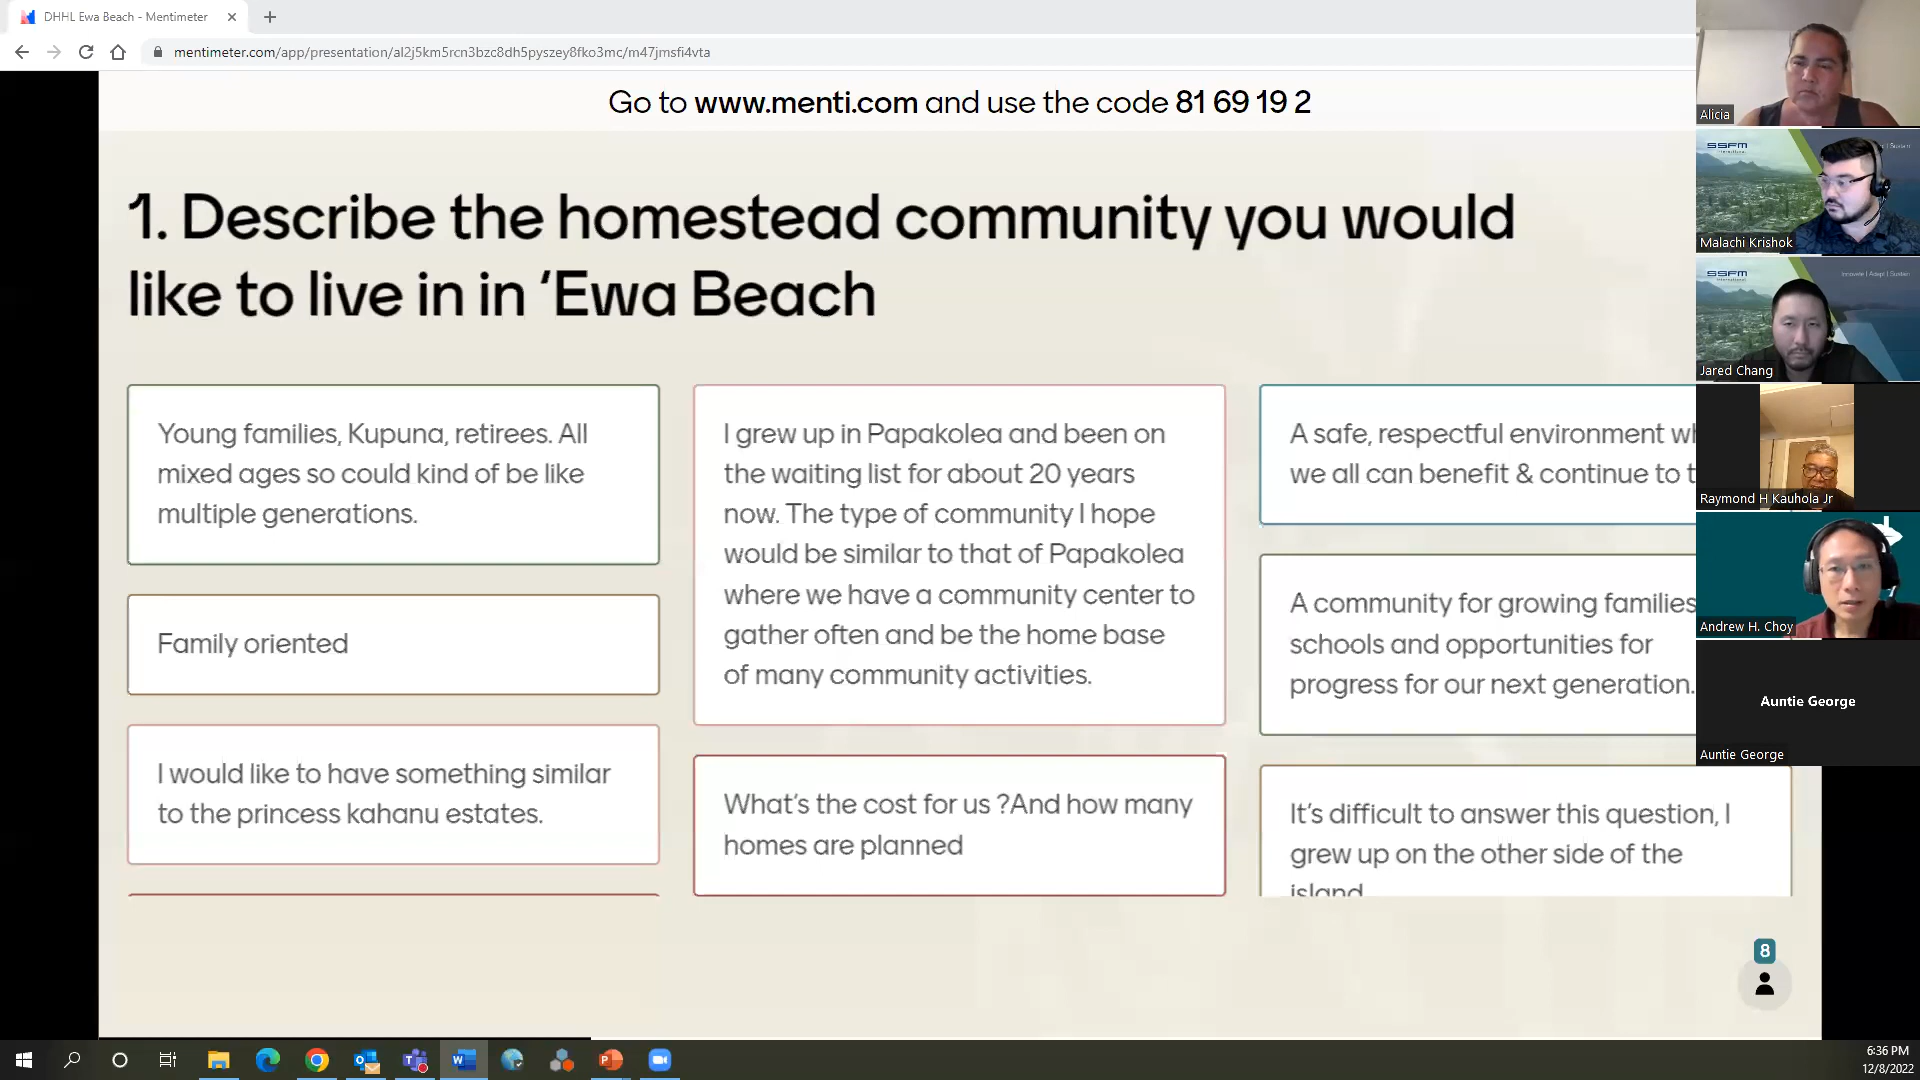 DHHL Ewa Beach - Mentimeter
mentimeter.com/app/presentation/al2j5km5rcn3bzc8dh5pyszey8fko3mc/m47jmsfi4vta
Go to www.menti.com and use the code 81 69 19 2
1. Describe the homestead community you would
like to live in in ‘Ewa Beach
Young families, Kupuna, retirees. All
mixed ages so could kind of be like
multiple generations.
Family oriented
I would like to have something similar
to the princess kahanu estates.
I grew up in Papakolea and been on
the waiting list for about 20 years
now. The type of community I hope
would be similar to that of Papakolea
where we have a community center to
gather often and be the home base
of many community activities.
What's the cost for us ?And how many
homes are planned
A safe, respectful environment
we all can benefit & continue to
A community for growing families
schools and opportunities for
progress for our next generation.
It's difficult to answer this question, I
grew up on the other side of the
island
8
Alicia
SSFM
Malachi Krishok
SSFM
Innovate | Adapt | Sustain
Jared Chang
Raymond H Kauhola Jr
Andrew H. Choy
Auntie George
Auntie George
6:36 PM
12/8/2022